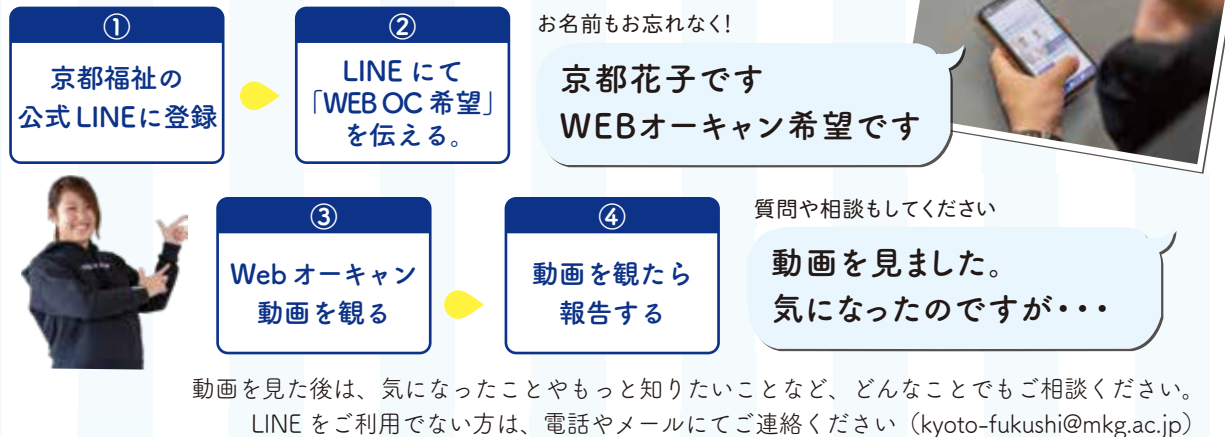 ①
京都福祉の
公式LINEに登録
②
LINEにて
「WEB OC 希望」
を伝える。
お名前もお忘れなく!
京都花子です
WEBオーキャン希望です
③
Web オーキャン
動画を観る
④
動画を観たら
報告する
質問や相談もしてください
動画を見ました。
気になったのですが・・・
動画を見た後は、気になったことやもっと知りたいことなど、どんなことでもご相談ください。
LINE をご利用でない方は、電話やメールにてご連絡ください（kyoto-fukushi@mkg.ac.jp）